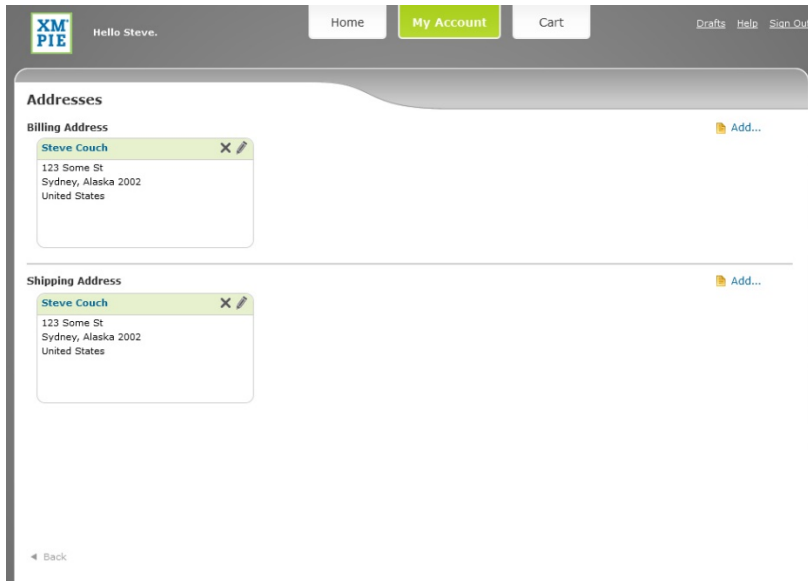 XM
PIE
Hello Steve.
Home
My Account
Cart
Drafts
Help
Sign Out
Addresses
Billing Address
Add...
Steve Couch
123 Some St
Sydney, Alaska 2002
United States
Shipping Address
Add...
Steve Couch
123 Some St
Sydney, Alaska 2002
United States
Back